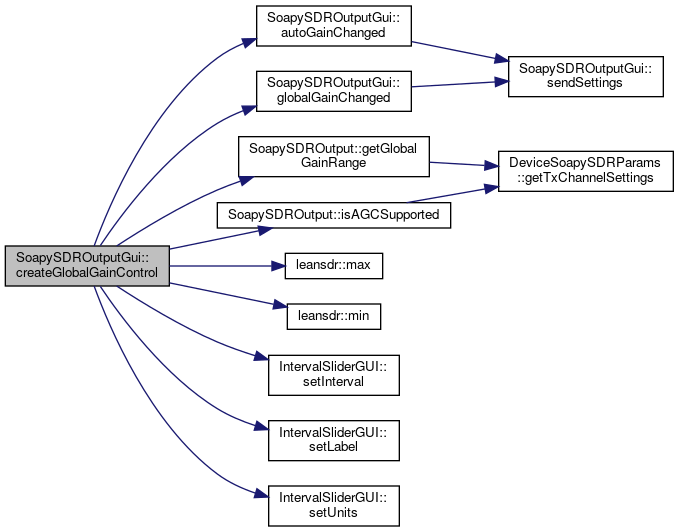 SoapySDROutputGui::
autoGainChanged
SoapySDROutputGui::
sendSettings
SoapySDROutputGui::
globalGainChanged
SoapySDROutput::getGlobal
GainRange
DeviceSoapySDRParams
::getTxChannelSettings
SoapySDROutput::isAGCSupported
SoapySDROutputGui::
createGlobalGainControl
leansdr::max
leansdr::min
IntervalSliderGUI::
setInterval
IntervalSliderGUI::
setLabel
IntervalSliderGUI::
setUnits